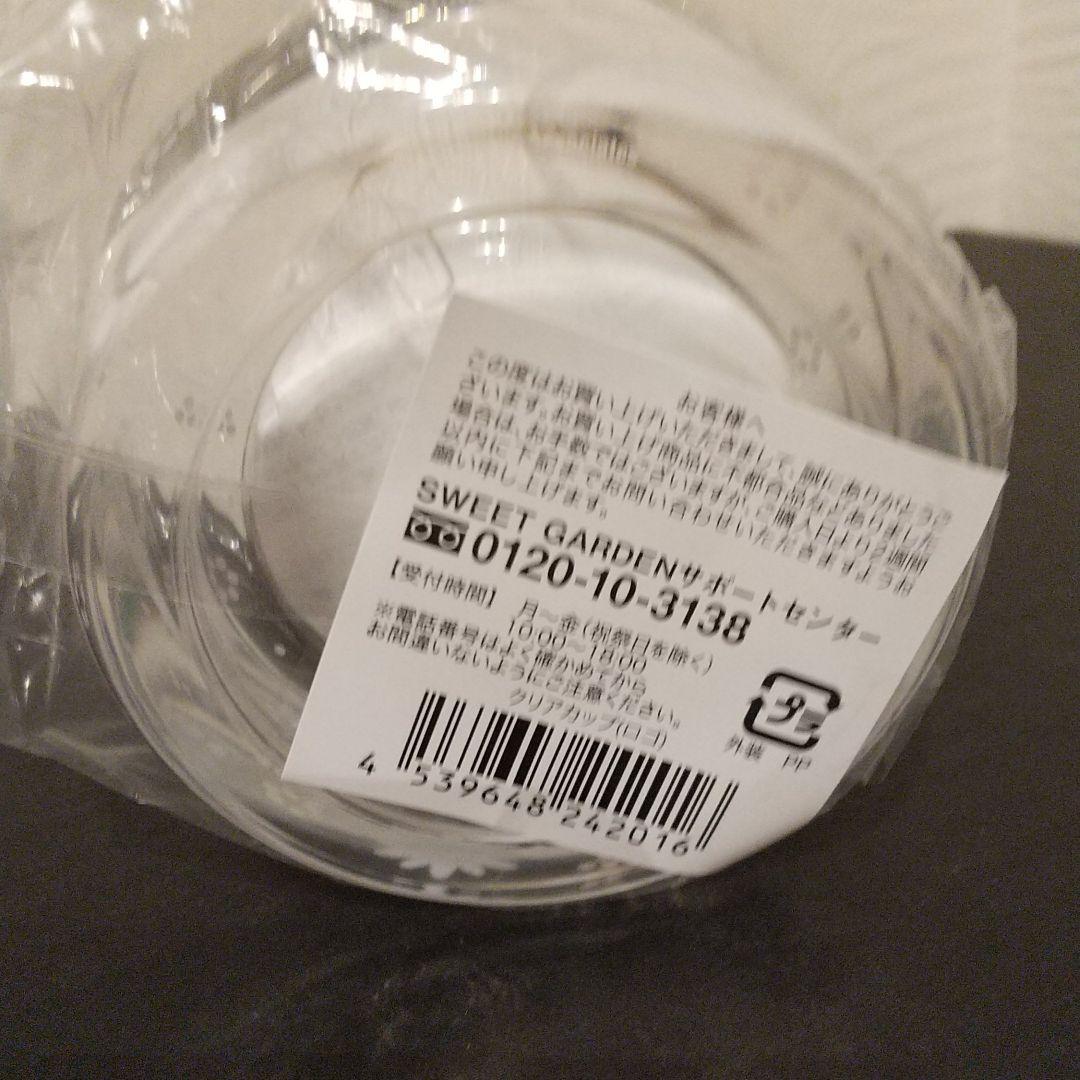 お客様へ
この度はお買い上げいただきまして、誠にありがとうご
ざいます。お買い上げ商品に不都合品などありました
場合は、お手数ではございますが、ご購入日より2週間
以内に、下記までお問い合わせいただきますようお
願い申し上げます。
SWEET GARDENサポートセンター
0120-10-3138
【受付時間】 月~金(祝祭日を除く)
10:00~18:00
※電話番号はよく確かめてから
お間違いないようにご注意ください。
クリアカップ(ロゴ)
プラ
外装 PP
4 539648 242016